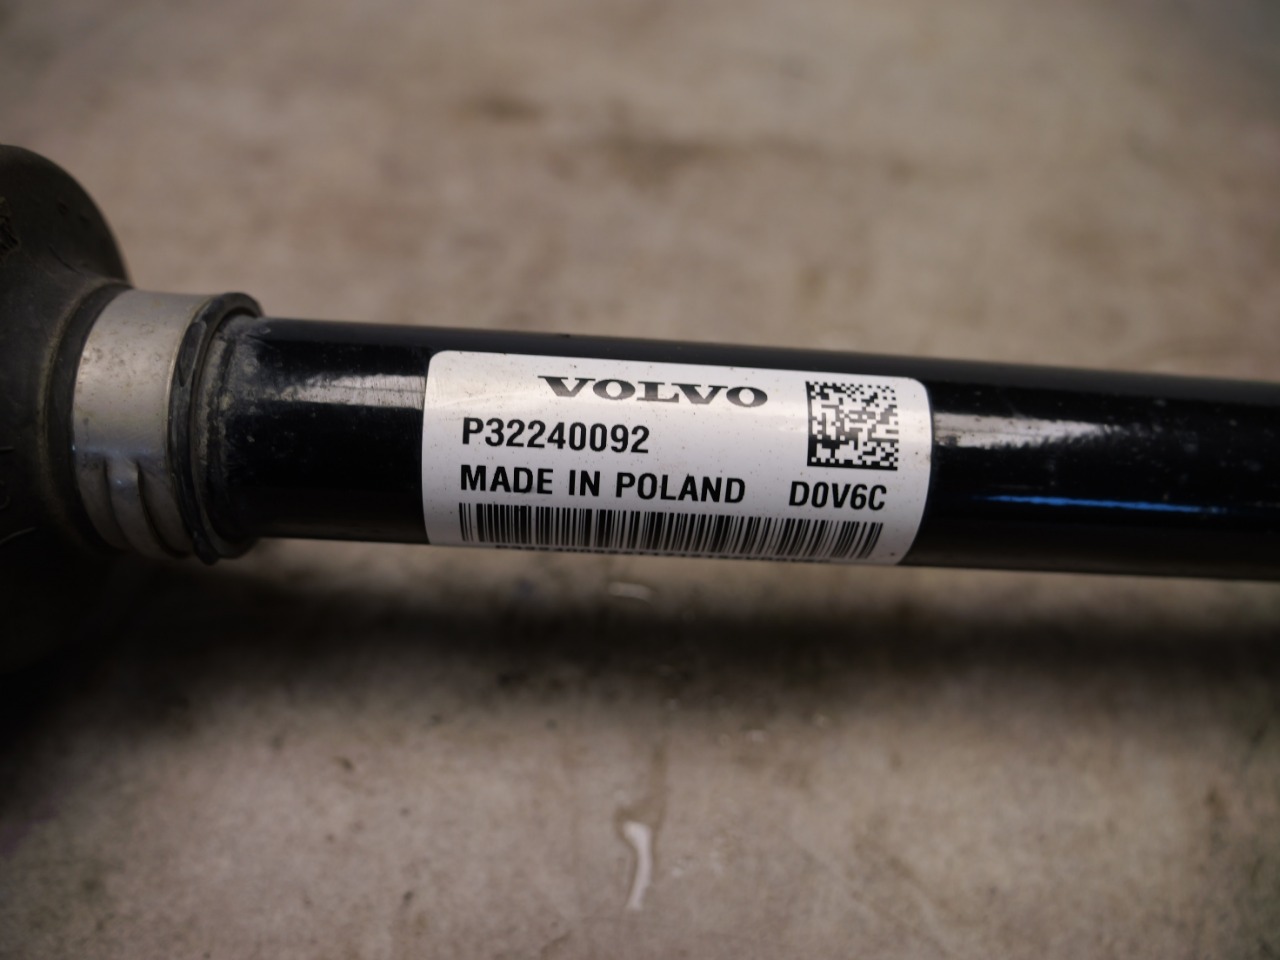 VOLVO
P32240092
MADE IN POLAND D0V6C